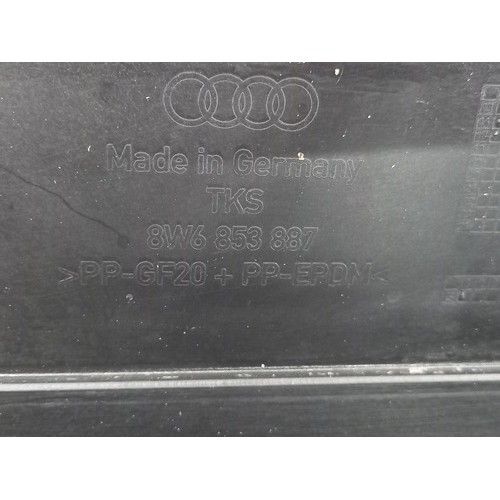 Made in Germany
TKS
8W6 853 887
>PP-GF20 + PP-EPDM<